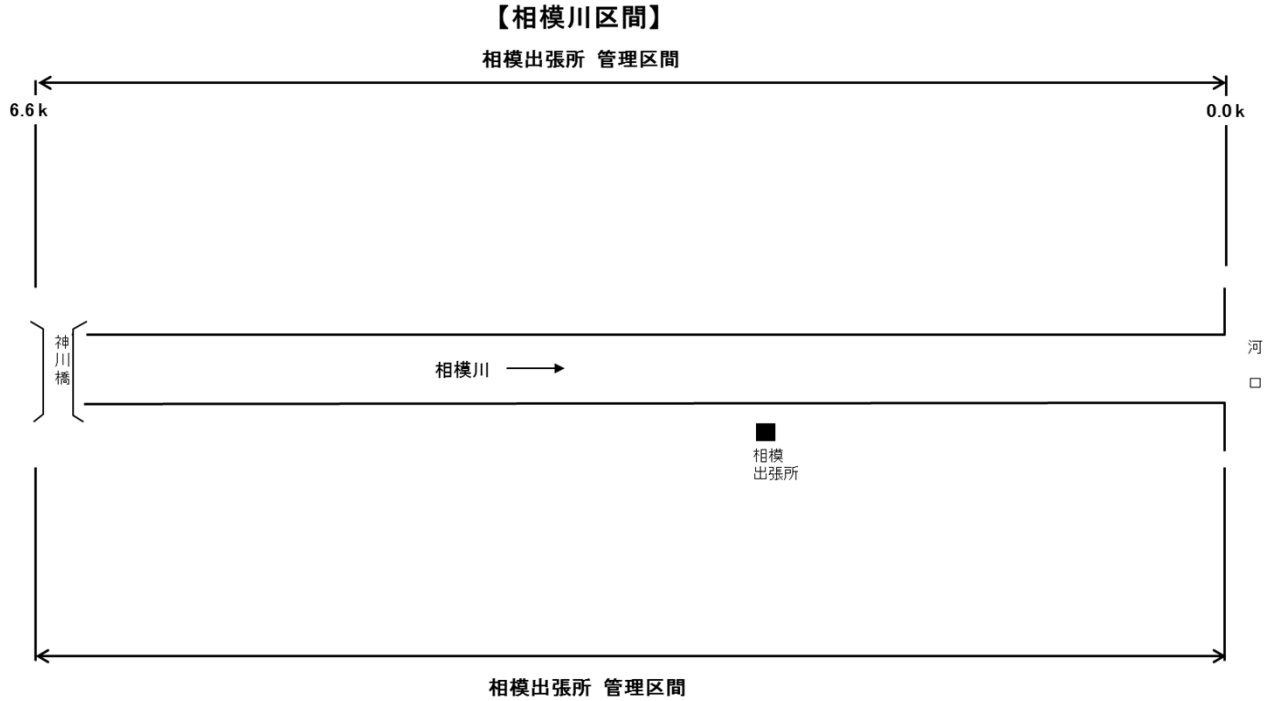 【相模川区間】
相模出張所 管理区間
6.6k
0.0k
神川橋
相模川
河口
相模
出張所
相模出張所 管理区間